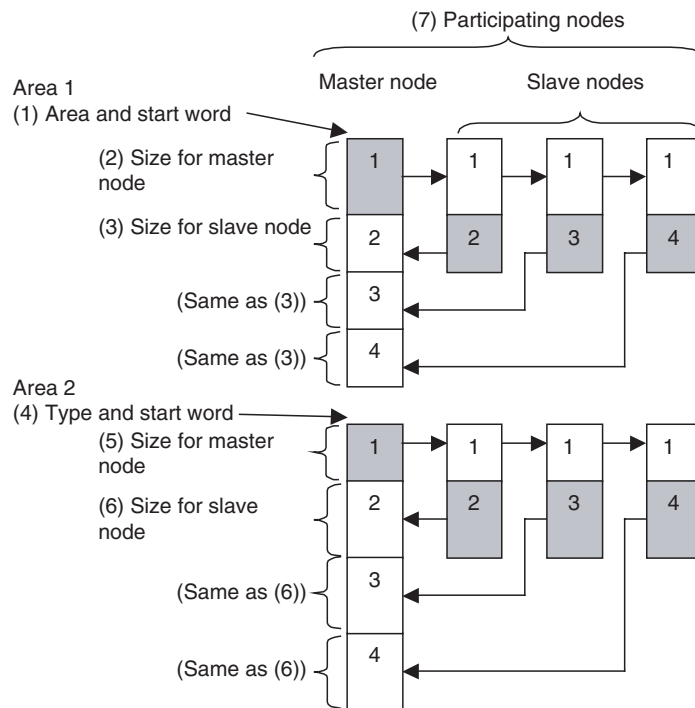 (7) Participating nodes
Area 1
Master node
Slave nodes
(1) Area and start word
(2) Size for master
node
1 1 1 1
(3) Size for slave node
2 2 3 4
(Same as (3))
3
(Same as (3))
4
Area 2
(4) Type and start word
(5) Size for master
node
1 1 1 1
(6) Size for slave
node
2 2 3 4
(Same as (6))
3
(Same as (6))
4